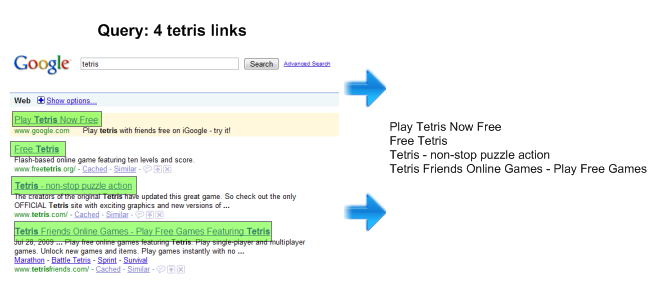 Query: 4 tetris links
Google tetris Search Advanced Search
Web Show options...
Play Tetris Now Free
www.google.com Play tetris with friends free on iGoogle - try it!
Free Tetris
Flash-based online game featuring ten levels and score.
www.freetetris.org/ - Cached - Similar -
Tetris - non-stop puzzle action
The creators of the original Tetris have updated this great game. So check out the only
OFFICIAL Tetris site with exciting graphics and new versions of ...
www.tetris.com/ - Cached - Similar -
Tetris Friends Online Games - Play Free Games Featuring Tetris
Jul 28, 2009 ... Play free online games featuring Tetris. Play single-player and multiplayer
games. Unlock new games and items. Play games instantly with no ...
Marathon - Battle Tetris - Sprint - Survival
www.tetrisfriends.com/ - Cached - Similar -
Play Tetris Now Free
Free Tetris
Tetris - non-stop puzzle action
Tetris Friends Online Games - Play Free Games